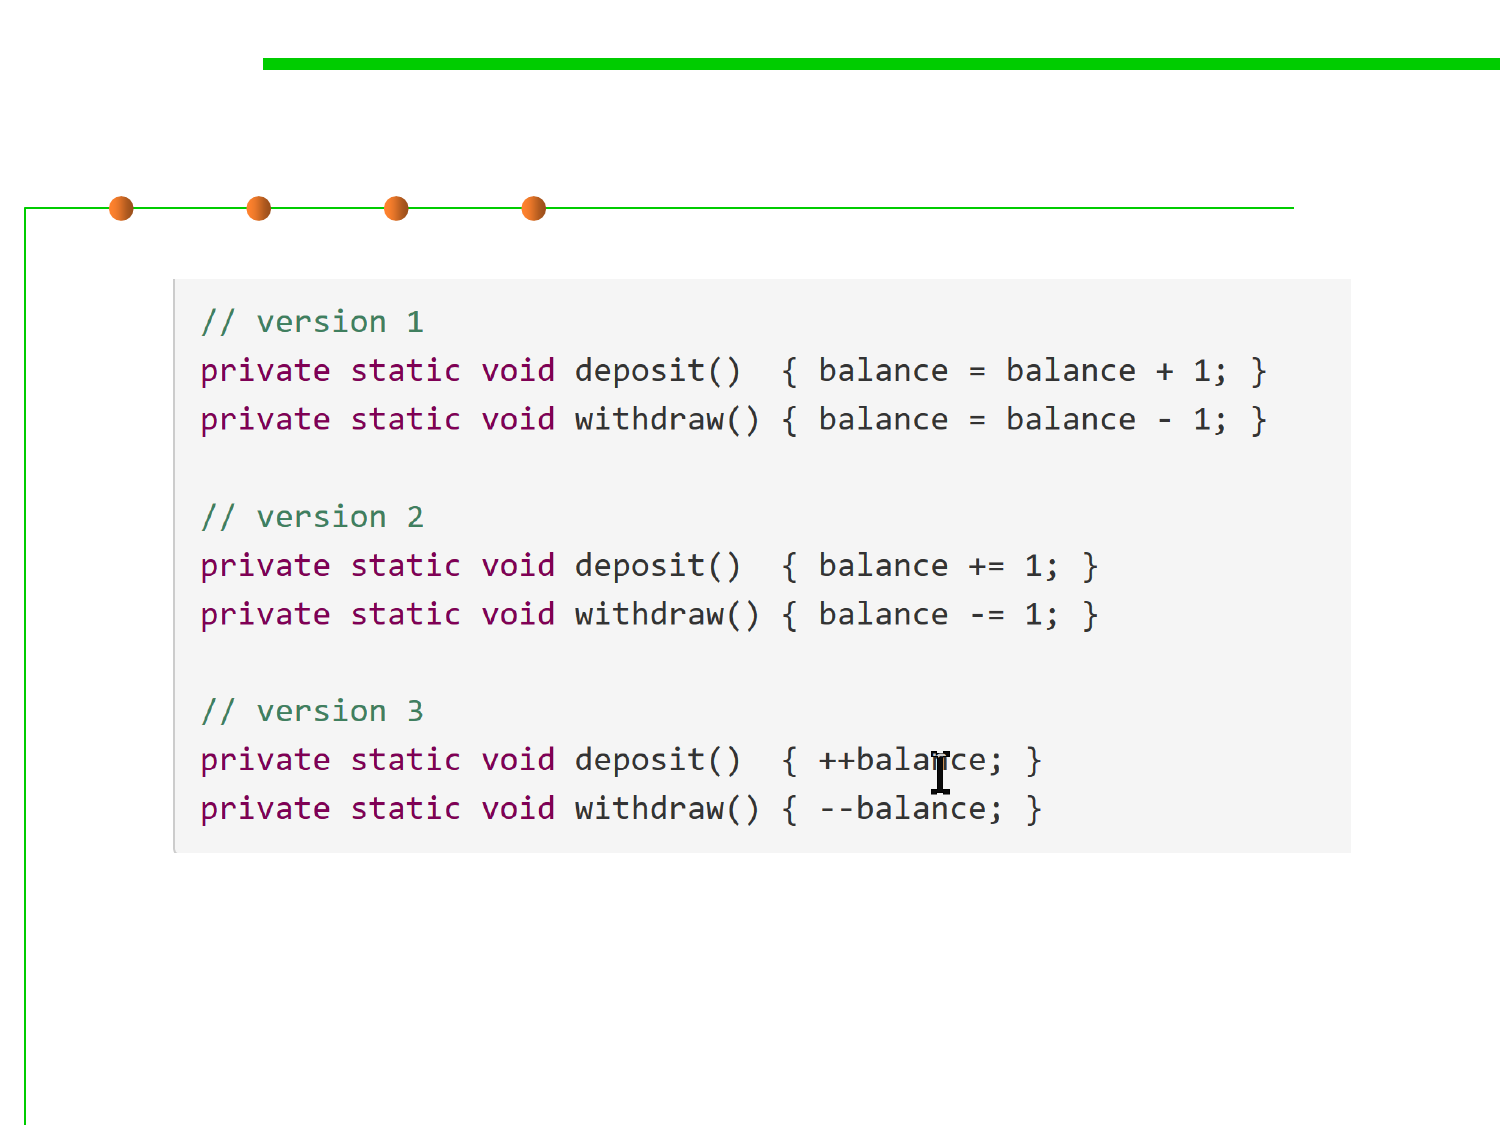 // version 1
private static void deposit()  { balance = balance + 1; }
private static void withdraw() { balance = balance - 1; }
// version 2
private static void deposit()  { balance += 1; }
private static void withdraw() { balance -= 1; }
// version 3
private static void deposit()  { ++balance; }
private static void withdraw() { --balance; }